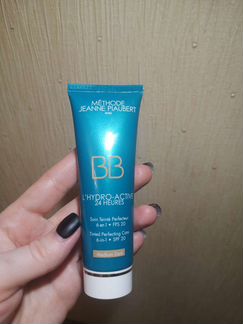 MÉTHODE
JEANNE PIAUBERT
PARIS
BB
L'HYDRO-ACTIVE
24 HEURES
Soin Teinté Perfecteur
6 en 1 • FPS 20
Tinted Perfecting Care
6-in-1 • SPF 20